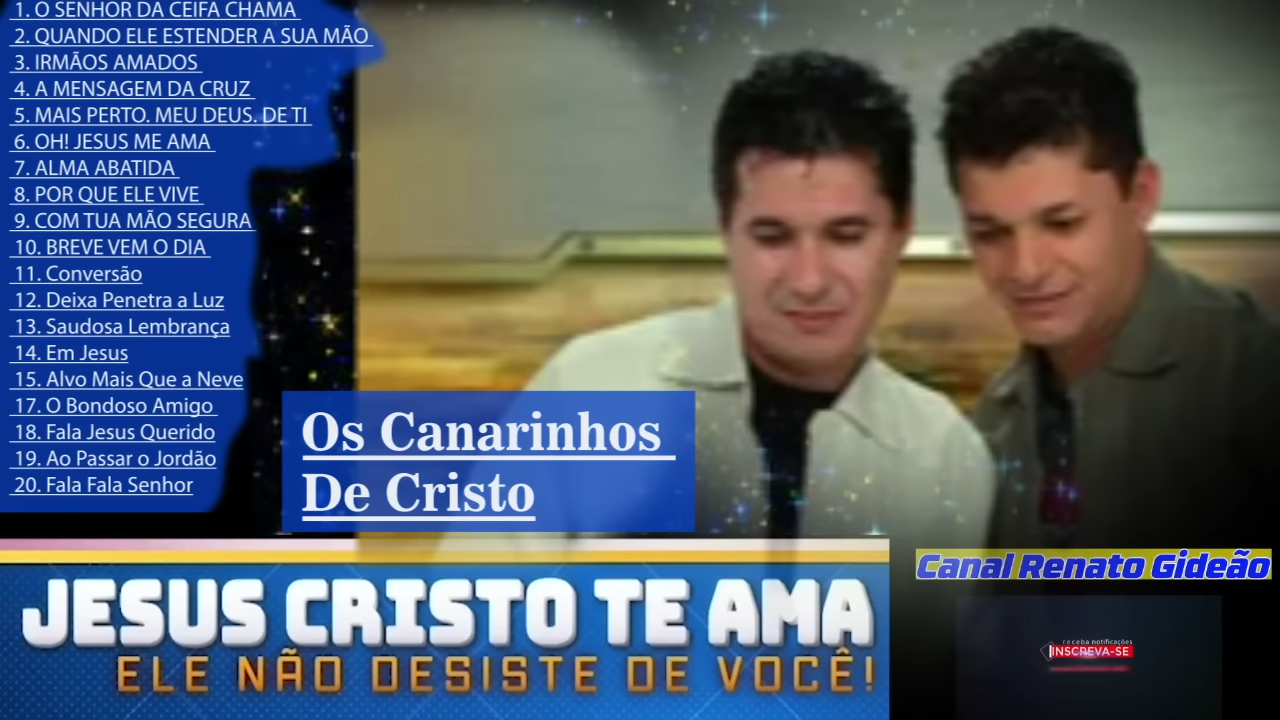 1. O SENHOR DA CEIFA CHAMA
2. QUANDO ELE ESTENDER A SUA MÃO
3. IRMÃOS AMADOS
4. A MENSAGEM DA CRUZ
5. MAIS PERTO. MEU DEUS. DE TI
6. OH! JESUS ME AMA
7. ALMA ABATIDA
8. POR QUE ELE VIVE
9. COM TUA MÃO SEGURA
10. BREVE VEM O DIA
11. Conversão
12. Deixa Penetra a Luz
13. Saudosa Lembrança
14. Em Jesus
15. Alvo Mais Que a Neve
17. O Bondoso Amigo
18. Fala Jesus Querido
19. Ao Passar o Jordão
20. Fala Fala Senhor
Os Canarinhos
De Cristo
JESUS CRISTO TE AMA
ELE NÃO DESISTE DE VOCÊ!
Canal Renato Gideão
receba notificações
INSCREVA-SE